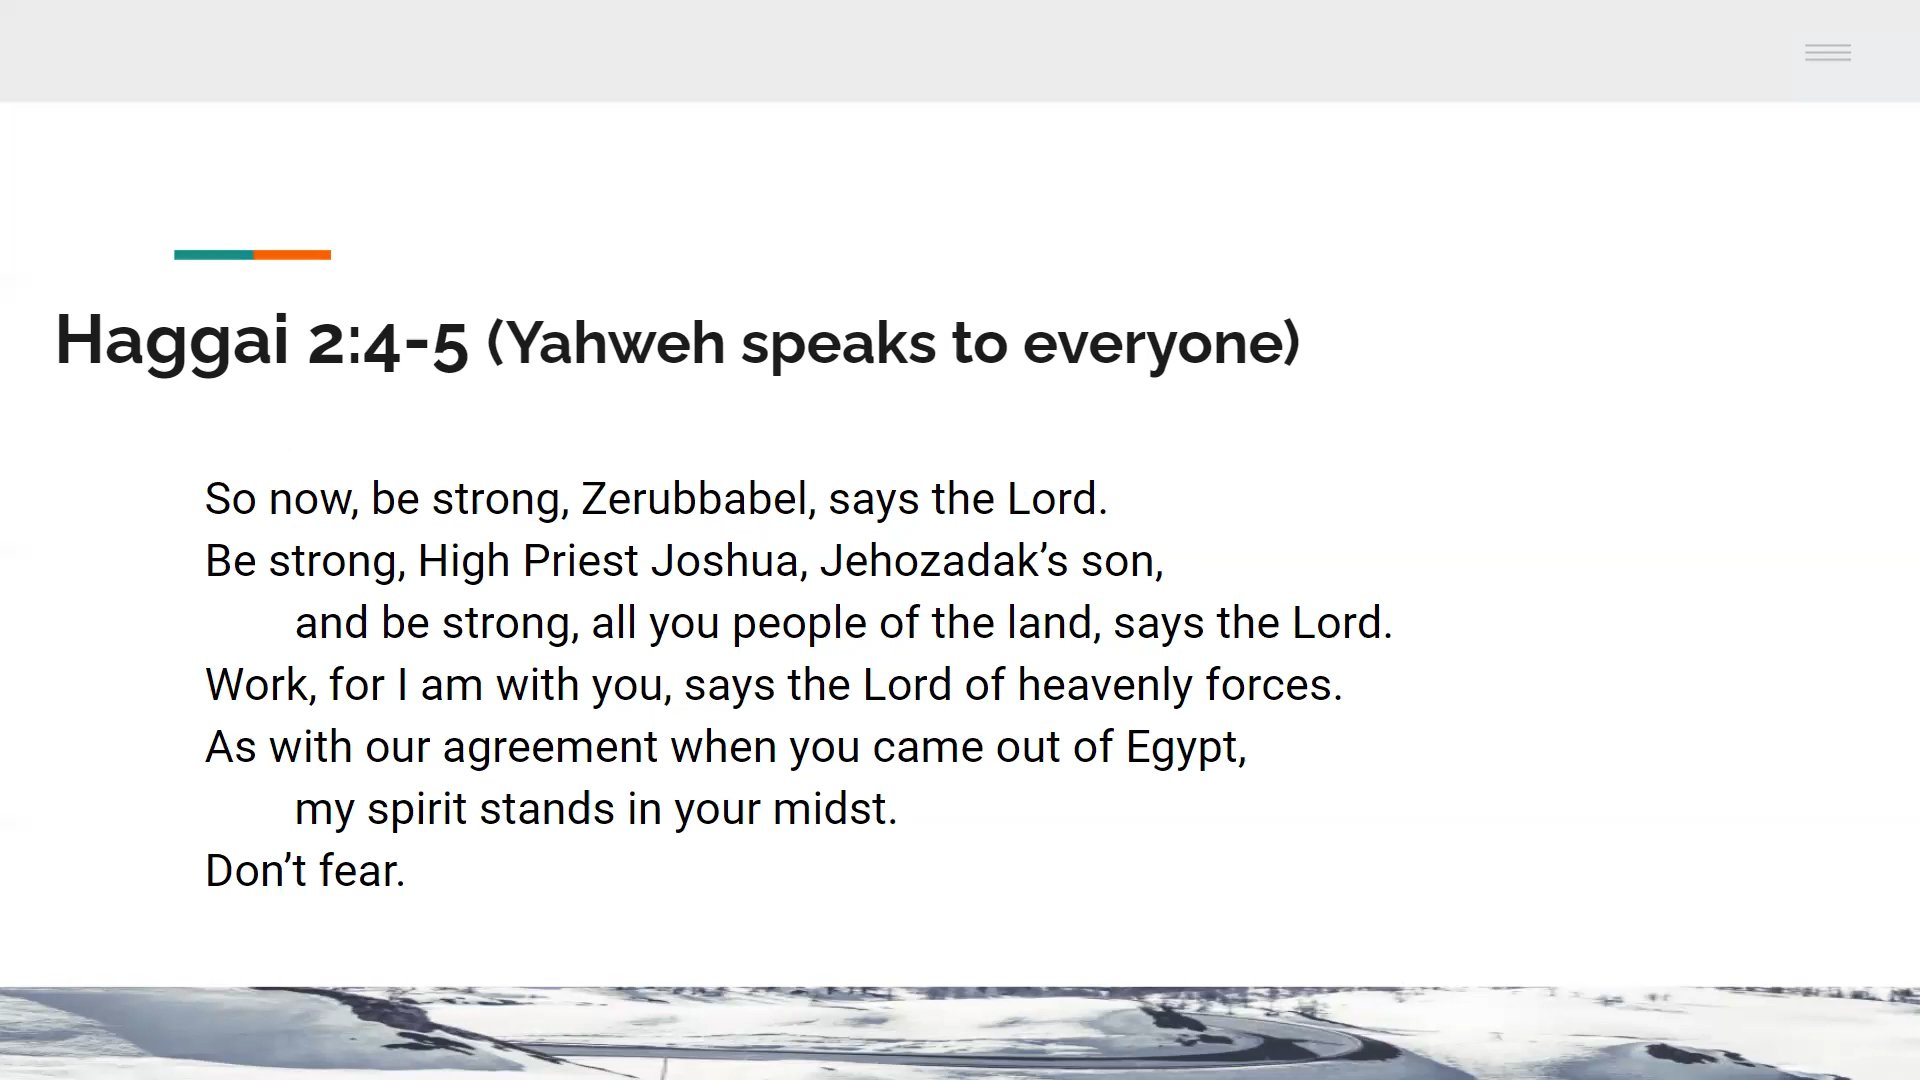 Haggai 2:4-5 (Yahweh speaks to everyone)
So now, be strong, Zerubbabel, says the Lord.
Be strong, High Priest Joshua, Jehozadak’s son,
and be strong, all you people of the land, says the Lord.
Work, for I am with you, says the Lord of heavenly forces.
As with our agreement when you came out of Egypt,
my spirit stands in your midst.
Don’t fear.